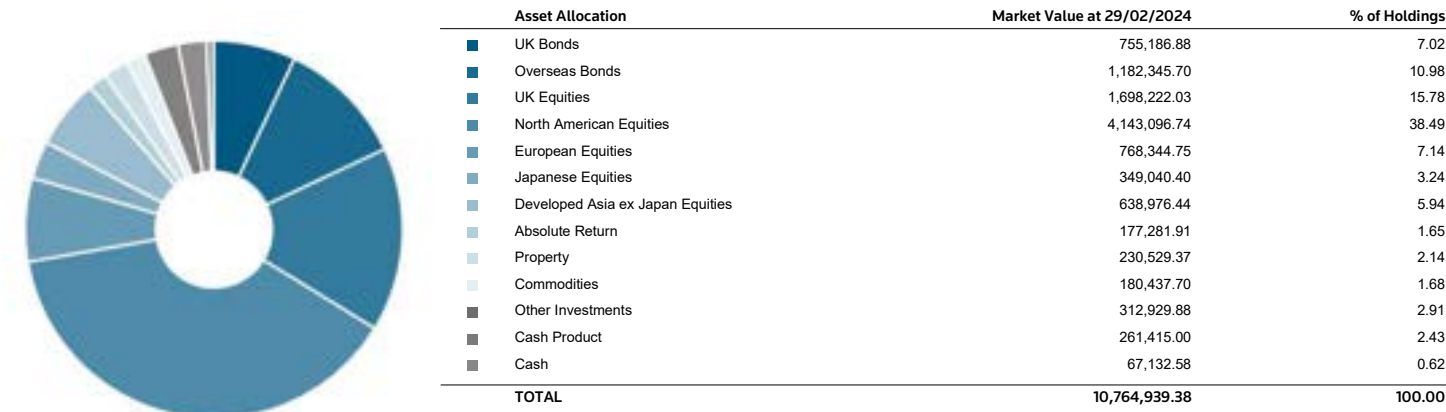 Asset Allocation Market Value at 29/02/2024 % of Holdings
UK Bonds 755,186.88 7.02
Overseas Bonds 1,182,345.70 10.98
UK Equities 1,698,222.03 15.78
North American Equities 4,143,096.74 38.49
European Equities 768,344.75 7.14
Japanese Equities 349,040.40 3.24
Developed Asia ex Japan Equities 638,976.44 5.94
Absolute Return 177,281.91 1.65
Property 230,529.37 2.14
Commodities 180,437.70 1.68
Other Investments 312,929.88 2.91
Cash Product 261,415.00 2.43
Cash 67,132.58 0.62
TOTAL 10,764,939.38 100.00